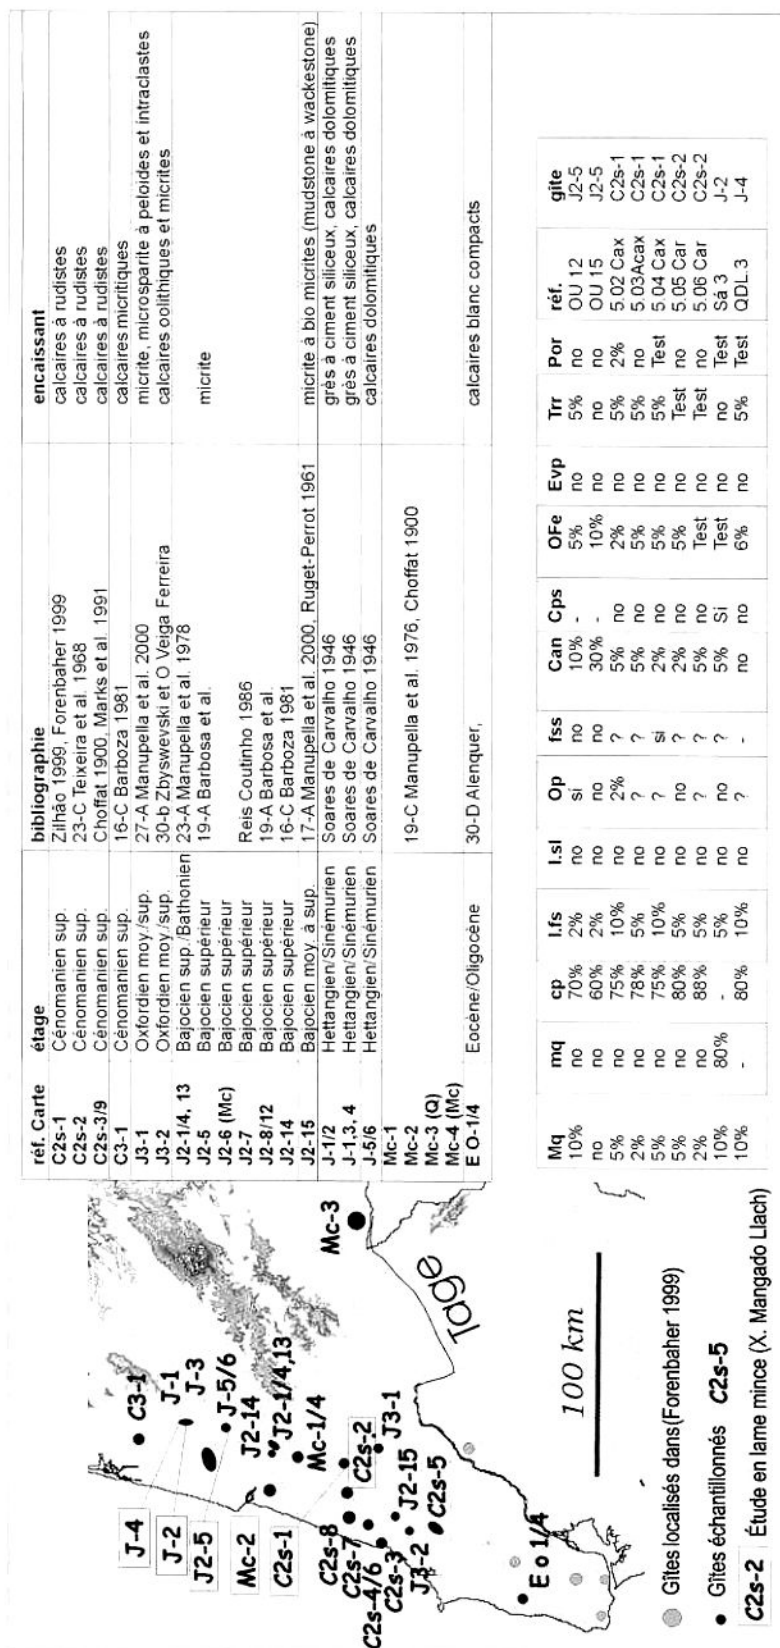 J-4
J-2
J2-5
Mc-2
C2s-1
C2s-8
C2s-7
C2s-4/6
C2s-3
J3-2
C3-1
J-1
J-3
J-5/6
J2-14
J2-1/4,13
Mc-1/4
C2s-2
J3-1
J2-15
C2s-5
E o 1/4
Mc-3
Tage
100 km
Gîtes localisés dans(Forenbaher 1999)
Gîtes échantillonnés C2s-5
C2s-2 Étude en lame mince (X. Mangado Llach)
réf. Carte étage bibliographie encaissant
C2s-1 Cénomanien sup. Zilhão 1999, Forenbaher 1999 calcaires à rudistes
C2s-2 Cénomanien sup. 23-C Teixeira et al. 1968 calcaires à rudistes
C2s-3/9 Cénomanien sup. Choffat 1900, Marks et al. 1991 calcaires à rudistes
C3-1 Cénomanien sup. 16-C Barboza 1981 calcaires micritiques
J3-1 Oxfordien moy./sup. 27-A Manupella et al. 2000 micrite, microsparite à peloides et intraclastes
J3-2 Oxfordien moy./sup. 30-b Zbyswevski et O Veiga Ferreira calcaires oolithiques et micrites
J2-1/4, 13 Bajocien sup./Bathonien 23-A Manupella et al. 1978
J2-5 Bajocien supérieur 19-A Barbosa et al. micrite
J2-6 (Mc) Bajocien supérieur
J2-7 Bajocien supérieur Reis Coutinho 1986
J2-8/12 Bajocien supérieur 19-A Barbosa et al.
J2-14 Bajocien supérieur 16-C Barboza 1981
J2-15 Bajocien moy. à sup. 17-A Manupella et al. 2000, Ruget-Perrot 1961 micrite à bio micrites (mudstone à wackestone)
J-1/2 Hettangien/Sinémurien Soares de Carvalho 1946 grès à ciment siliceux, calcaires dolomitiques
J-1,3, 4 Hettangien/Sinémurien Soares de Carvalho 1946 grès à ciment siliceux, calcaires dolomitiques
J-5/6 Hettangien/Sinémurien Soares de Carvalho 1946 calcaires dolomitiques
Mc-1
Mc-2 19-C Manupella et al. 1976, Choffat 1900
Mc-3 (Q)
Mc-4 (Mc)
E O-1/4 Eocène/Oligocène 30-D Alenquer, calcaires blanc compacts
Mq mq cp l.fs l.sl Op fss Can Cps OFe Evp Trr Por réf. gîte
10% no 70% 2% no sí no 10% - 5% no 5% no OU 12 J2-5
no no 60% 2% no no no 30% - 10% no no no OU 15 J2-5
5% no 75% 10% no 2% ? 5% no 2% no 5% 2% 5.02 Cax C2s-1
2% no 78% 5% no ? ? 5% no 5% no 5% no 5.03Acax C2s-1
5% no 75% 10% no ? sí 2% no 5% no 5% Test 5.04 Cax C2s-1
5% no 80% 5% no no ? 2% no 5% no Test no 5.05 Car C2s-2
2% no 88% 5% no ? ? 5% no Test no Test no 5.06 Car C2s-2
10% 80% - 5% no no ? 5% Si Test no no Test Sá 3 J-2
10% - 80% 10% no ? - no no 6% no 5% Test QDL.3 J-4